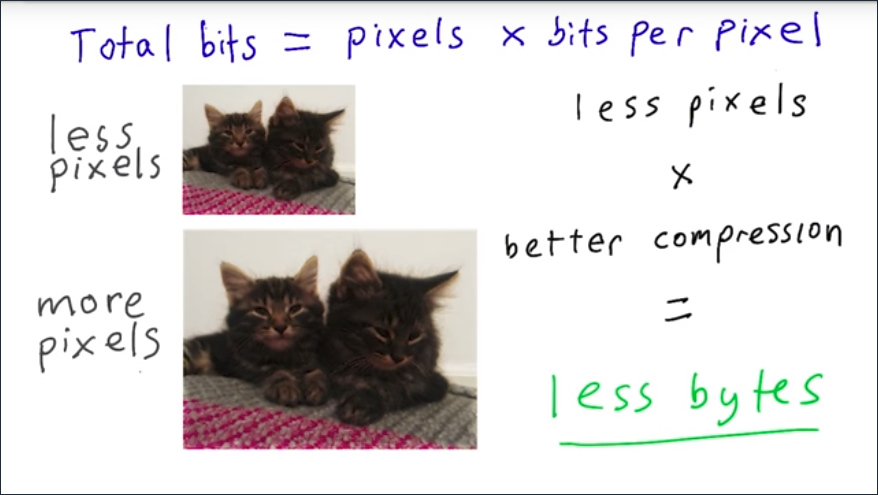 Total bits = pixels x bits per pixel
less
pixels
more
pixels
less pixels
x
better compression
=
less bytes